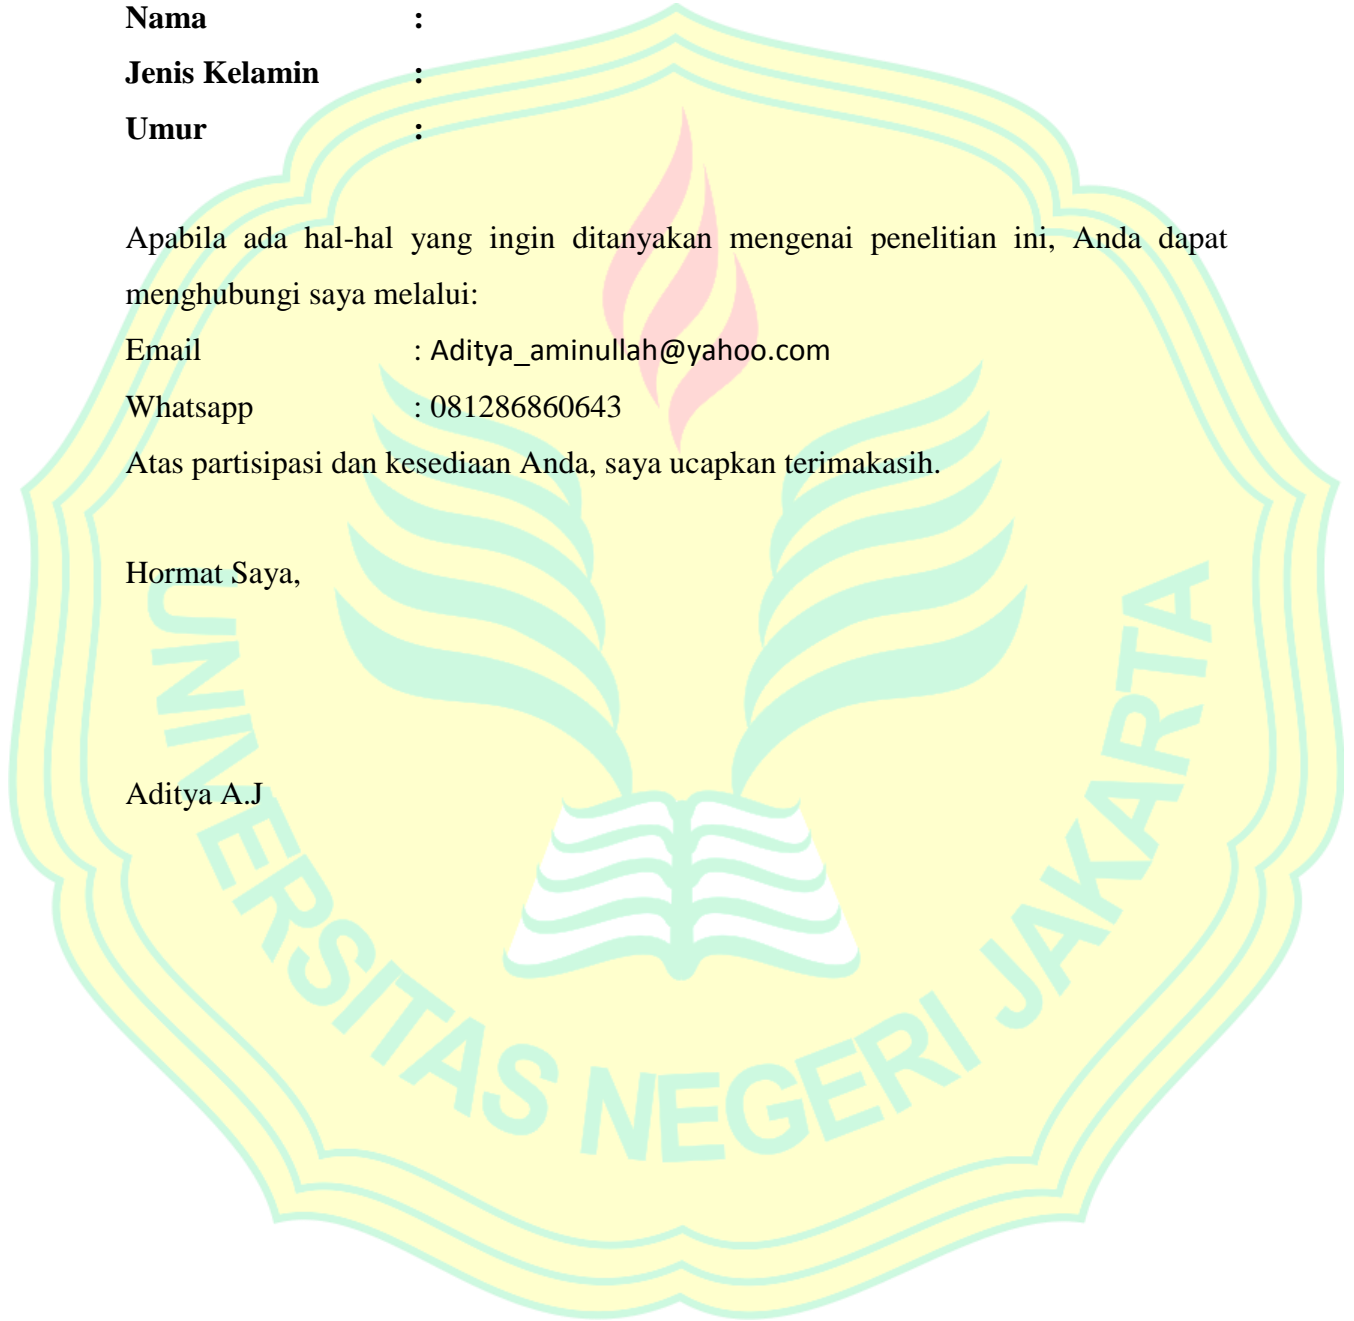 Nama :
Jenis Kelamin :
Umur :
Apabila ada hal-hal yang ingin ditanyakan mengenai penelitian ini, Anda dapat
menghubungi saya melalui:
Email : Aditya_aminullah@yahoo.com
Whatsapp : 081286860643
Atas partisipasi dan kesediaan Anda, saya ucapkan terimakasih.
Hormat Saya,
Aditya A.J
UNIVERSITAS NEGERI JAKARTA